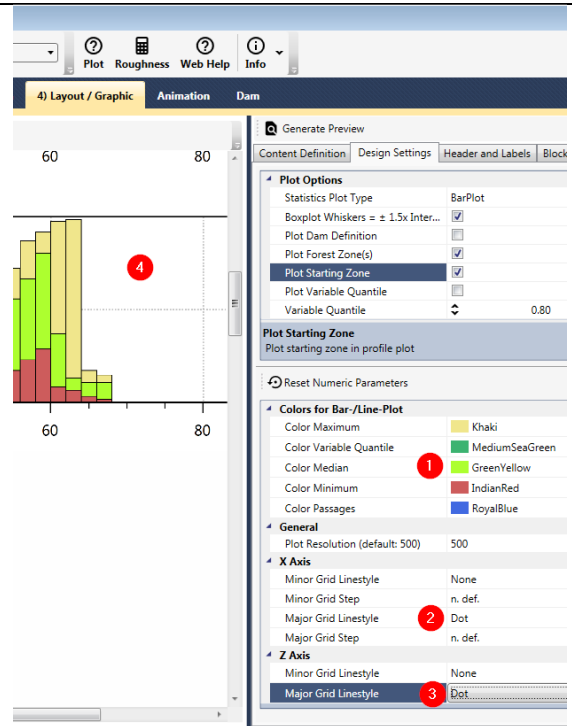 Plot Roughness Web Help Info
4) Layout / Graphic Animation Dam
Generate Preview
Content Definition Design Settings Header and Labels Block
60 80
Plot Options
Statistics Plot Type BarPlot
Boxplot Whiskers = ± 1.5x Inter...
Plot Dam Definition
Plot Forest Zone(s)
Plot Starting Zone
Plot Variable Quantile
Variable Quantile 0.80
4
Plot Starting Zone
Plot starting zone in profile plot
Reset Numeric Parameters
60 80
Colors for Bar-/Line-Plot
Color Maximum Khaki
Color Variable Quantile MediumSeaGreen
Color Median 1 GreenYellow
Color Minimum IndianRed
Color Passages RoyalBlue
General
Plot Resolution (default: 500) 500
X Axis
Minor Grid Linestyle None
Minor Grid Step n. def.
Major Grid Linestyle 2 Dot
Major Grid Step n. def.
Z Axis
Minor Grid Linestyle None
Major Grid Linestyle 3 Dot